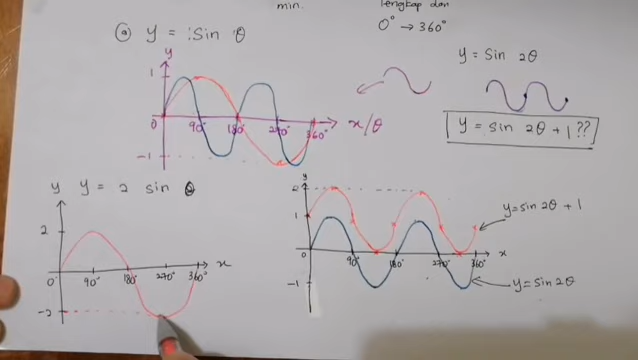 min.
lengkap dan
0° → 360°
ⓐ y = sin θ
y = sin 2θ
y
1
0
90°
180°
270°
360°
x/θ
-1
y = sin 2θ + 1 ??
y
y = 2 sin θ
2
0
90°
180°
270°
360°
x
-2
y
2
1
0
90°
180°
270°
360°
x
-1
y = sin 2θ + 1
y = sin 2θ